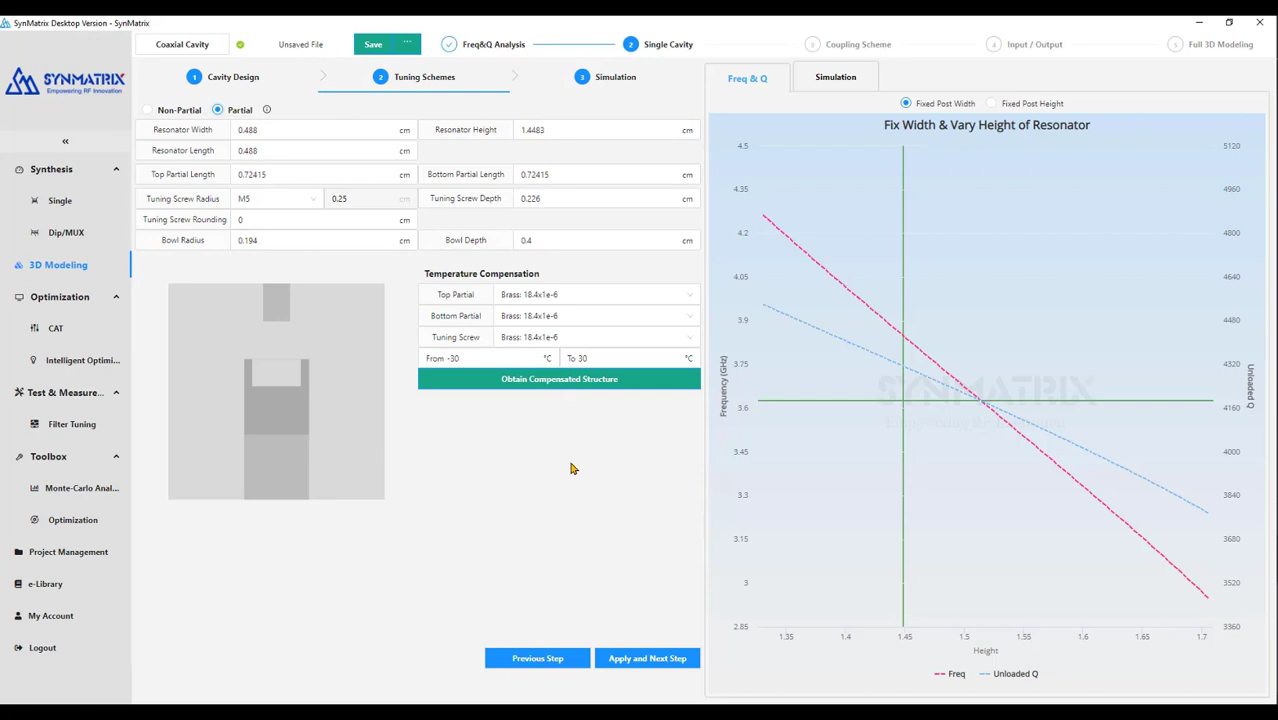 SynMatrix Desktop Version - SynMatrix
SYNMATRIX
Empowering RF Innovation
«
Synthesis
Single
Dip/MUX
3D Modeling
Optimization
CAT
Intelligent Optimi...
Test & Measure...
Filter Tuning
Toolbox
Monte-Carlo Anal...
Optimization
Project Management
e-Library
My Account
Logout
Coaxial Cavity
Unsaved File
Save ...
Freq&Q Analysis
2 Single Cavity
3 Coupling Scheme
4 Input / Output
5 Full 3D Modeling
1 Cavity Design
2 Tuning Schemes
3 Simulation
Non-Partial Partial
Resonator Width 0.488 cm Resonator Height 1.4483 cm
Resonator Length 0.488 cm
Top Partial Length 0.72415 cm Bottom Partial Length 0.72415 cm
Tuning Screw Radius M5 0.25 cm Tuning Screw Depth 0.226 cm
Tuning Screw Rounding 0 cm
Bowl Radius 0.194 cm Bowl Depth 0.4 cm
Temperature Compensation
Top Partial Brass: 18.4x1e-6
Bottom Partial Brass: 18.4x1e-6
Tuning Screw Brass: 18.4x1e-6
From -30 °C To 30 °C
Obtain Compensated Structure
Previous Step Apply and Next Step
Freq & Q Simulation
Fixed Post Width Fixed Post Height
Fix Width & Vary Height of Resonator
4.5 5120
4.35 4960
4.2 4800
4.05 4640
3.9 4480
3.75 4320
3.6 4160
3.45 4000
3.3 3840
3.15 3680
3 3520
2.85 3360
Frequency (GHz)
Unloaded Q
SYNMATRIX
Empowering RF Innovation
1.35 1.4 1.45 1.5 1.55 1.6 1.65 1.7
Height
Freq Unloaded Q